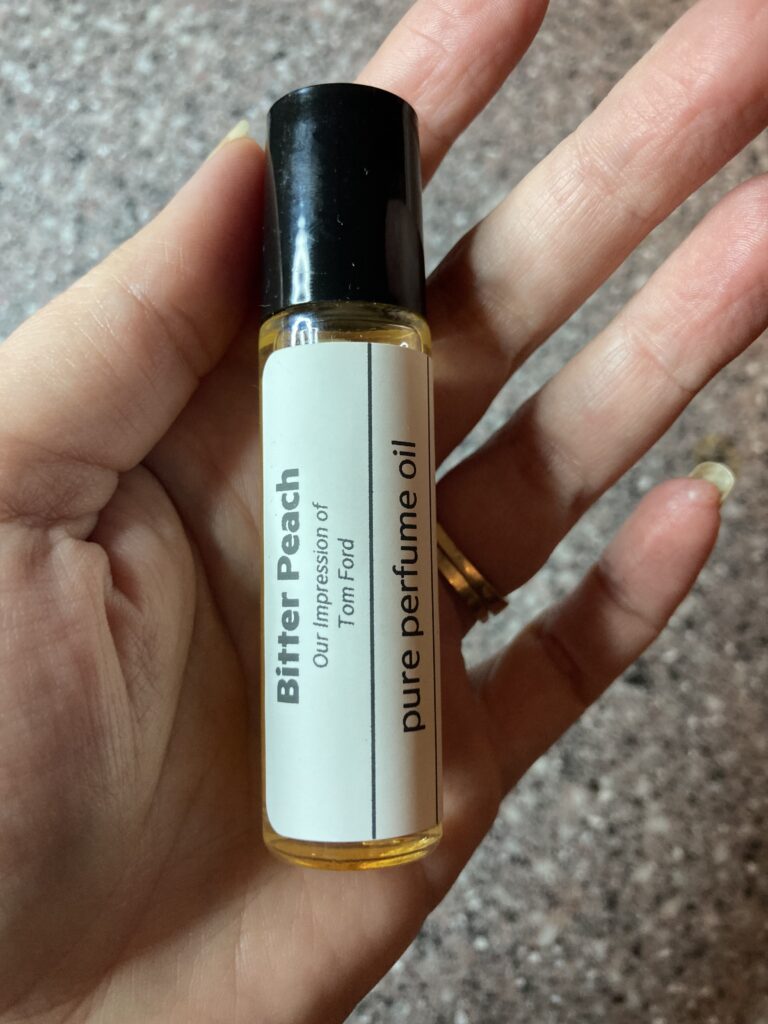 Bitter Peach
Our Impression of
Tom Ford
pure perfume oil